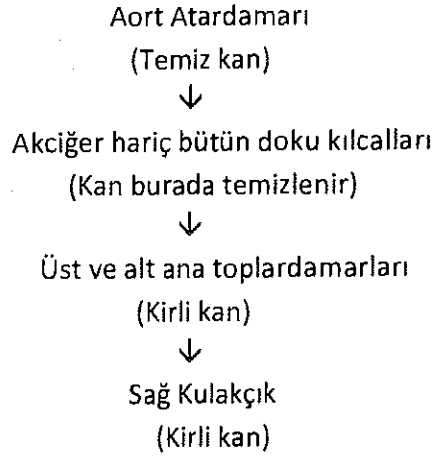 Aort Atardamarı
(Temiz kan)
↓
Akciğer hariç bütün doku kılcalları
(Kan burada temizlenir)
↓
Üst ve alt ana toplardamarları
(Kirli kan)
↓
Sağ Kulakçık
(Kirli kan)